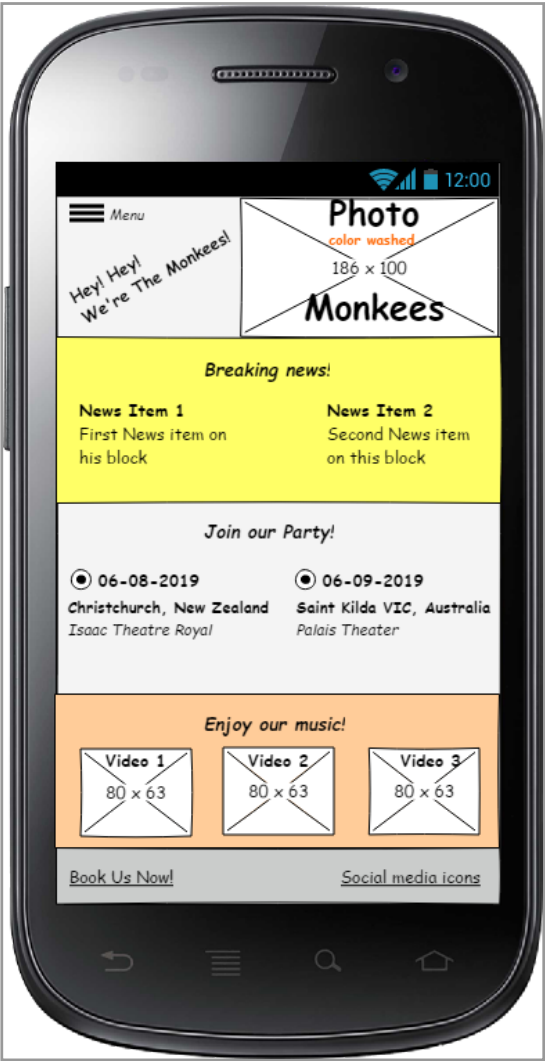 12:00
Menu
Hey! Hey!
We're The Monkees!
Photo
color washed
186 x 100
Monkees
Breaking news!
News Item 1
First News item on
his block
News Item 2
Second News item
on this block
Join our Party!
06-08-2019
Christchurch, New Zealand
Isaac Theatre Royal
06-09-2019
Saint Kilda VIC, Australia
Palais Theater
Enjoy our music!
Video 1
80 x 63
Video 2
80 x 63
Video 3
80 x 63
Book Us Now!
Social media icons